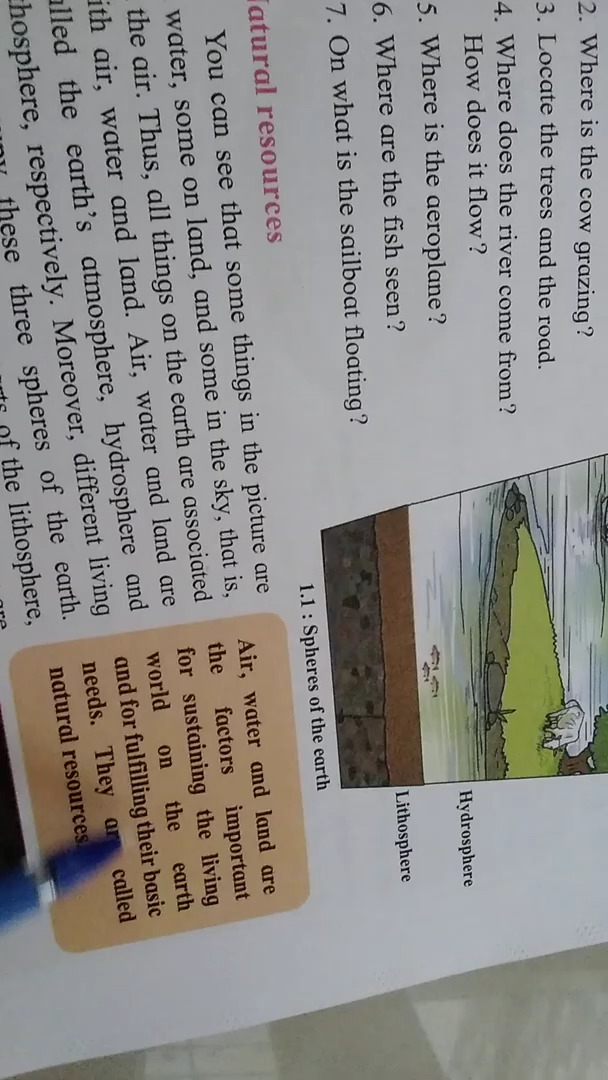 2. Where is the cow grazing?
3. Locate the trees and the road.
4. Where does the river come from?
How does it flow?
5. Where is the aeroplane?
6. Where are the fish seen?
7. On what is the sailboat floating?
Hydrosphere
Lithosphere
1.1 : Spheres of the earth
atural resources
You can see that some things in the picture are
water, some on land, and some in the sky, that is,
the air. Thus, all things on the earth are associated
ith air, water and land. Air, water and land are
lled the earth's atmosphere, hydrosphere and
hosphere, respectively. Moreover, different living
these three spheres of the earth.
of the lithosphere,
are
Air, water and land are
the factors important
for sustaining the living
world on the earth
and for fulfilling their basic
needs. They called
natural resources.